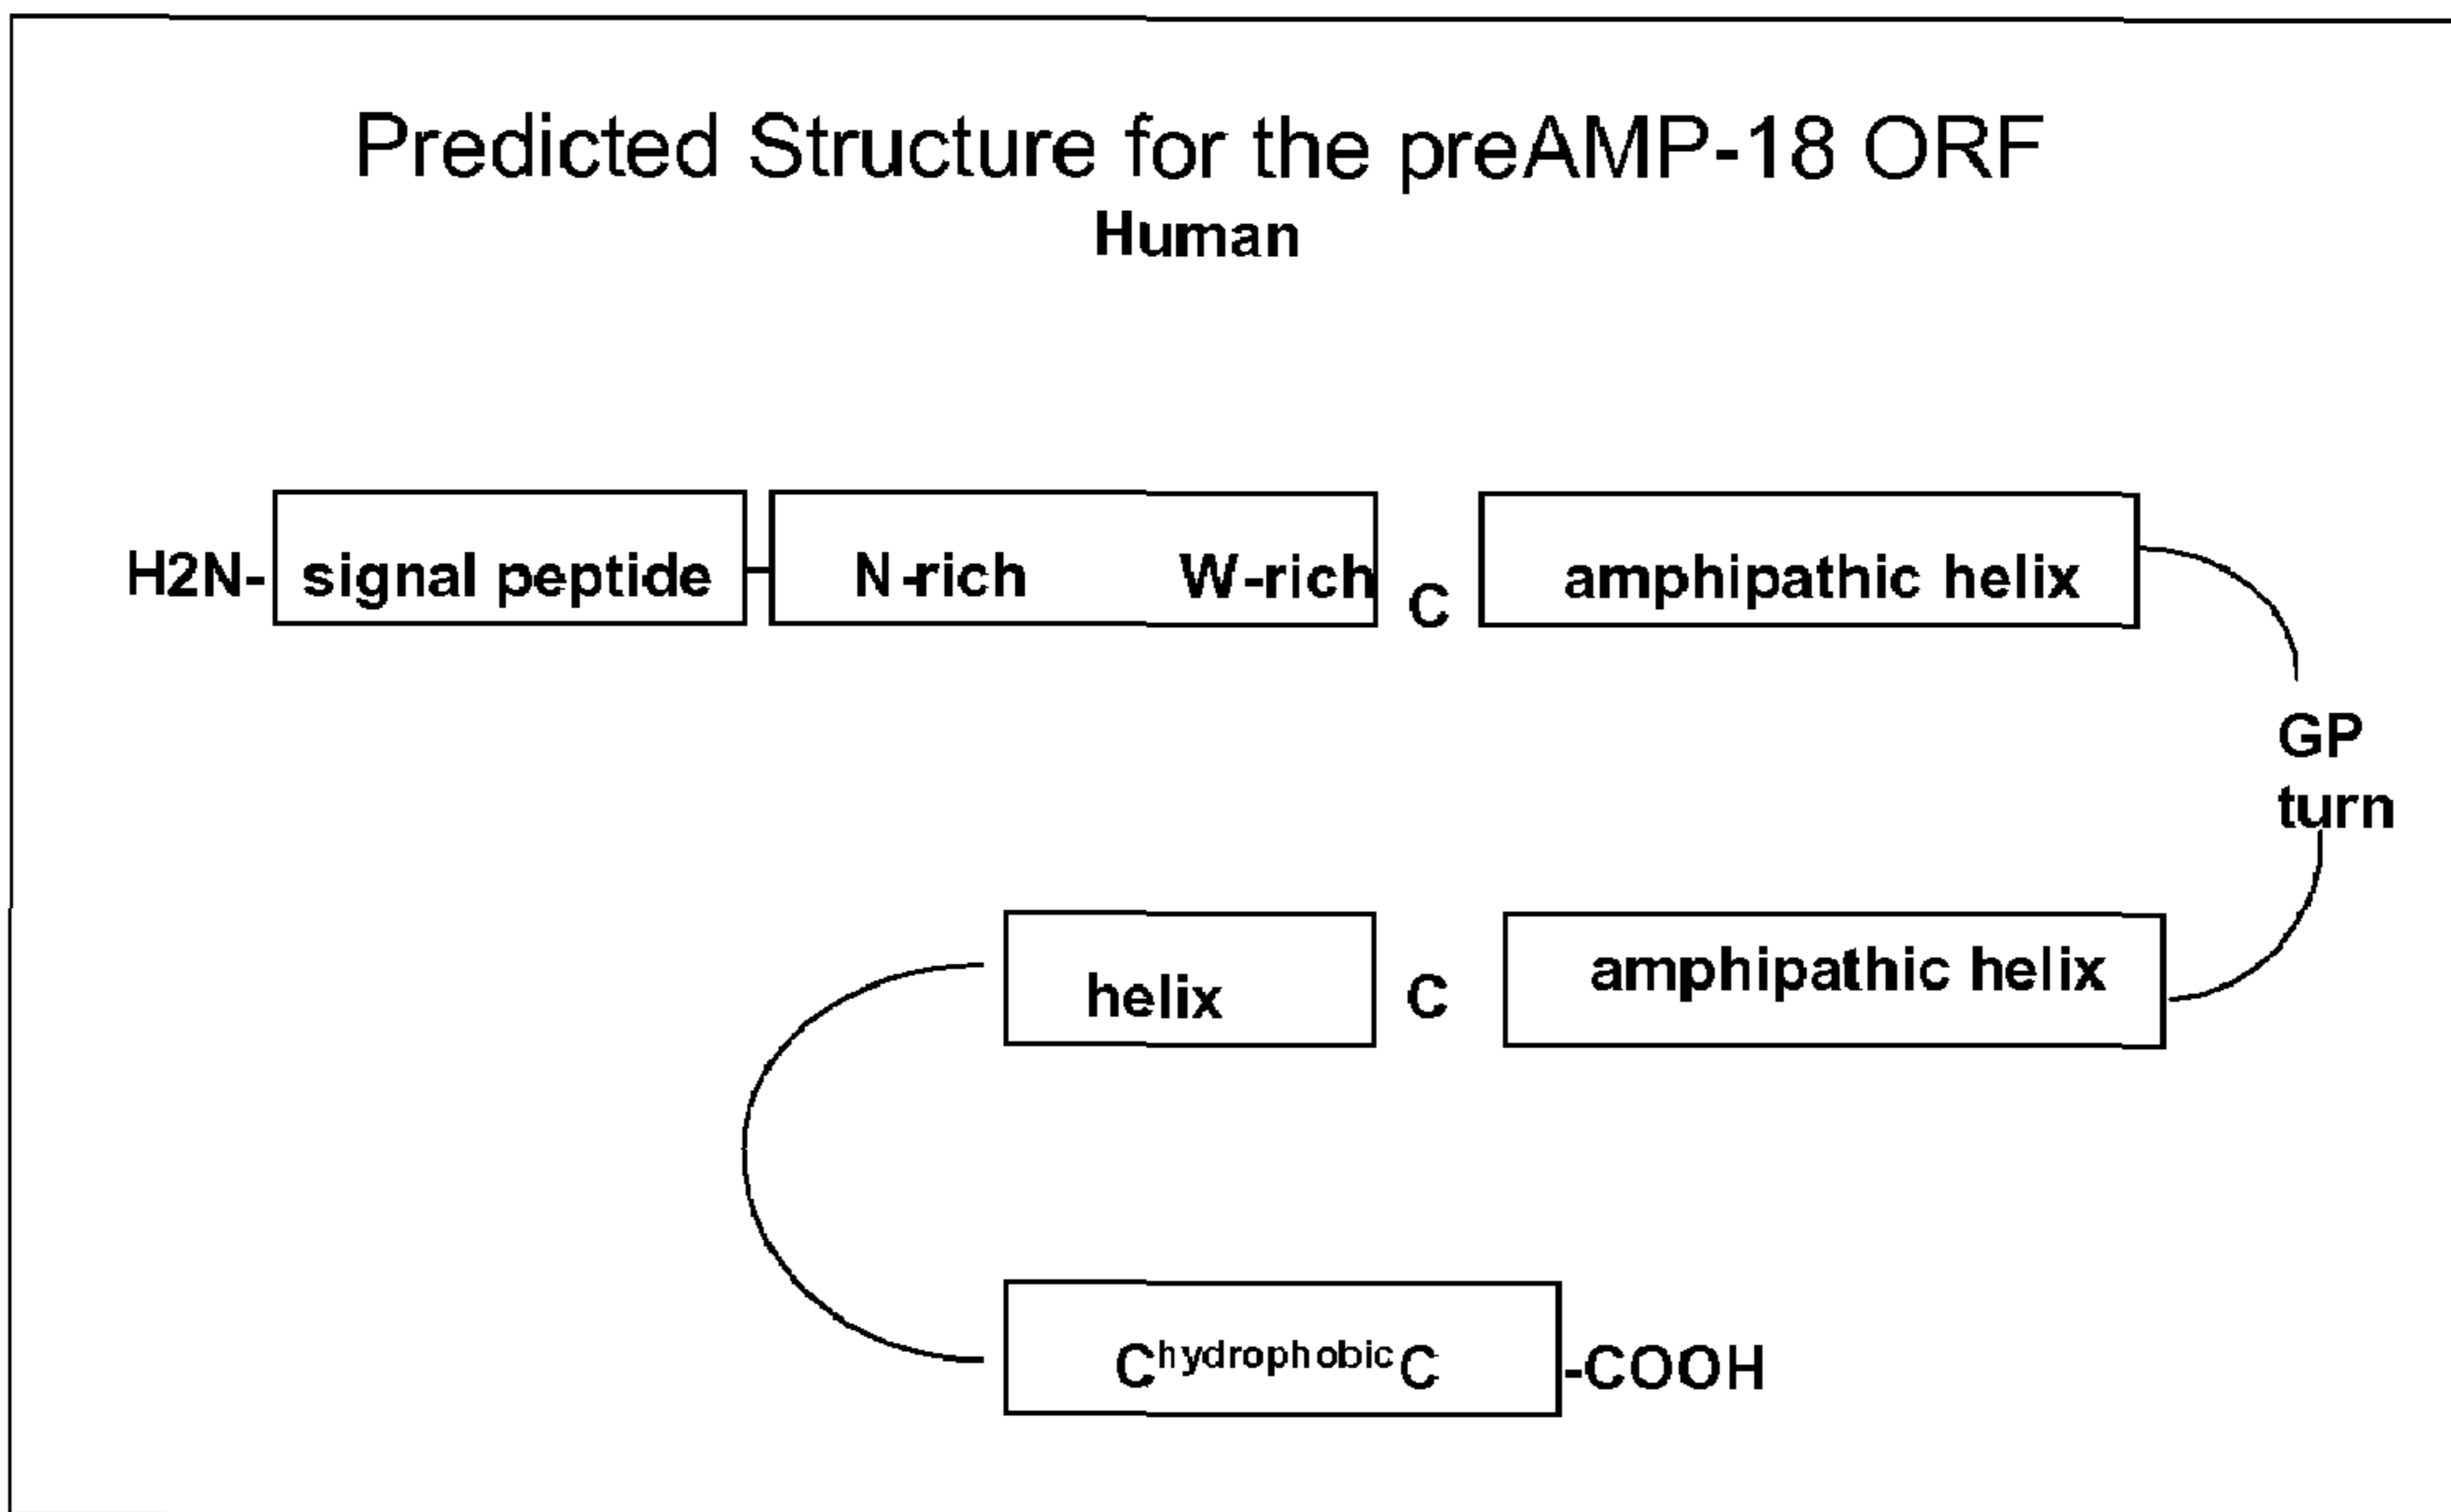 Predicted Structure for the preAMP-18 ORF
Human
H2N- signal peptide N-rich W-rich C amphipathic helix
GP
turn
helix C amphipathic helix
ChydrophobicC -COOH